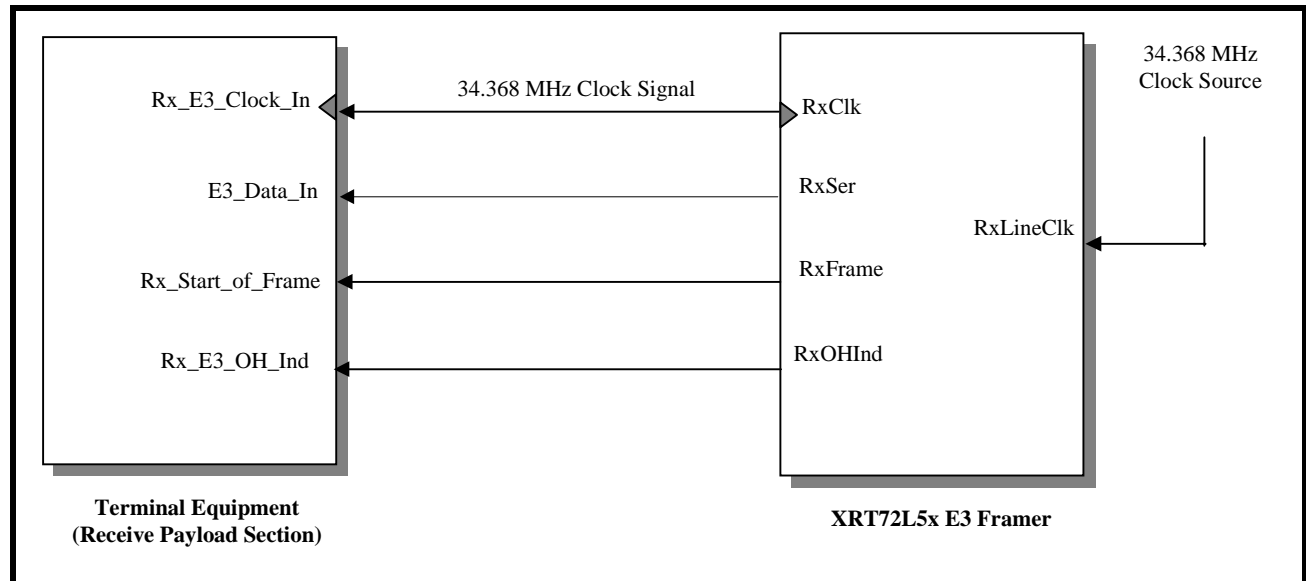 34.368 MHz
Clock Source
34.368 MHz Clock Signal
Rx_E3_Clock_In
RxClk
E3_Data_In
RxSer
RxLineClk
Rx_Start_of_Frame
RxFrame
Rx_E3_OH_Ind
RxOHInd
Terminal Equipment
(Receive Payload Section)
XRT72L5x E3 Framer